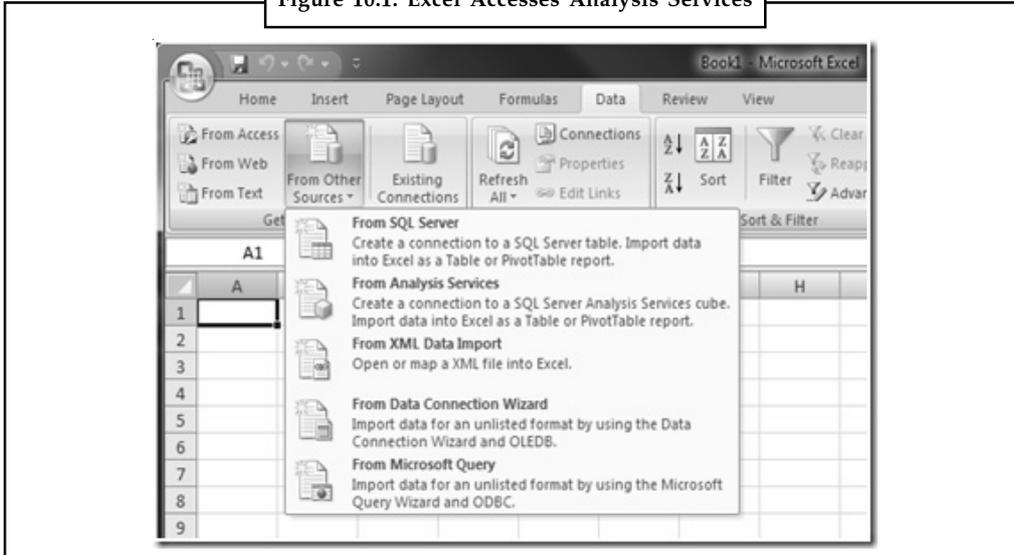 Figure 10.1: Excel Accesses Analysis Services
Book1 - Microsoft Excel
Home Insert Page Layout Formulas Data Review View
From Access
From Web
From Text
From Other Sources
Existing Connections
Refresh All
Connections
Properties
Edit Links
A Z
Z A
A Z
Z A
Sort
Filter
Clear
Reapp
Advan
Get
Sort & Filter
A1
A H
1
2
3
4
5
6
7
8
9
From SQL Server
Create a connection to a SQL Server table. Import data
into Excel as a Table or PivotTable report.
From Analysis Services
Create a connection to a SQL Server Analysis Services cube.
Import data into Excel as a Table or PivotTable report.
From XML Data Import
Open or map a XML file into Excel.
From Data Connection Wizard
Import data for an unlisted format by using the Data
Connection Wizard and OLEDB.
From Microsoft Query
Import data for an unlisted format by using the Microsoft
Query Wizard and ODBC.